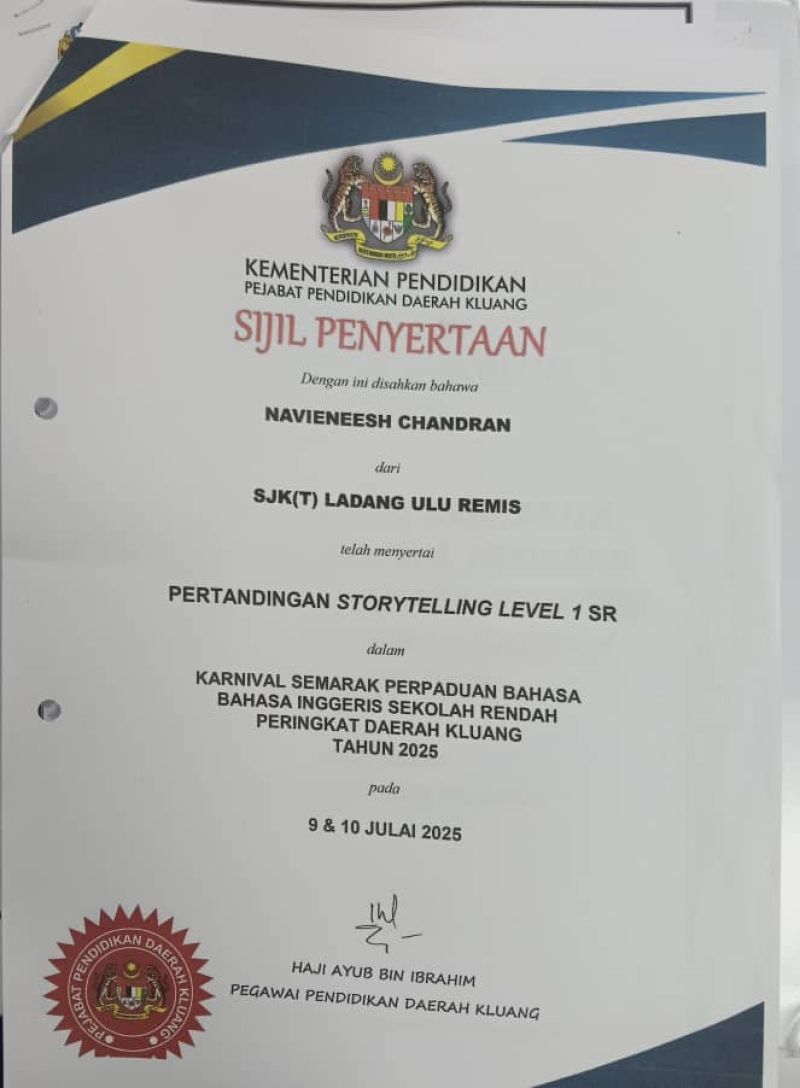 KEMENTERIAN PENDIDIKAN
PEJABAT PENDIDIKAN DAERAH KLUANG
SIJIL PENYERTAAN
Dengan ini disahkan bahawa
NAVIENEESH CHANDRAN
dari
SJK(T) LADANG ULU REMIS
telah menyertai
PERTANDINGAN STORYTELLING LEVEL 1 SR
dalam
KARNIVAL SEMARAK PERPADUAN BAHASA
BAHASA INGGERIS SEKOLAH RENDAH
PERINGKAT DAERAH KLUANG
TAHUN 2025
pada
9 & 10 JULAI 2025
HAJI AYUB BIN IBRAHIM
PEGAWAI PENDIDIKAN DAERAH KLUANG
PEJABAT PENDIDIKAN DAERAH KLUANG